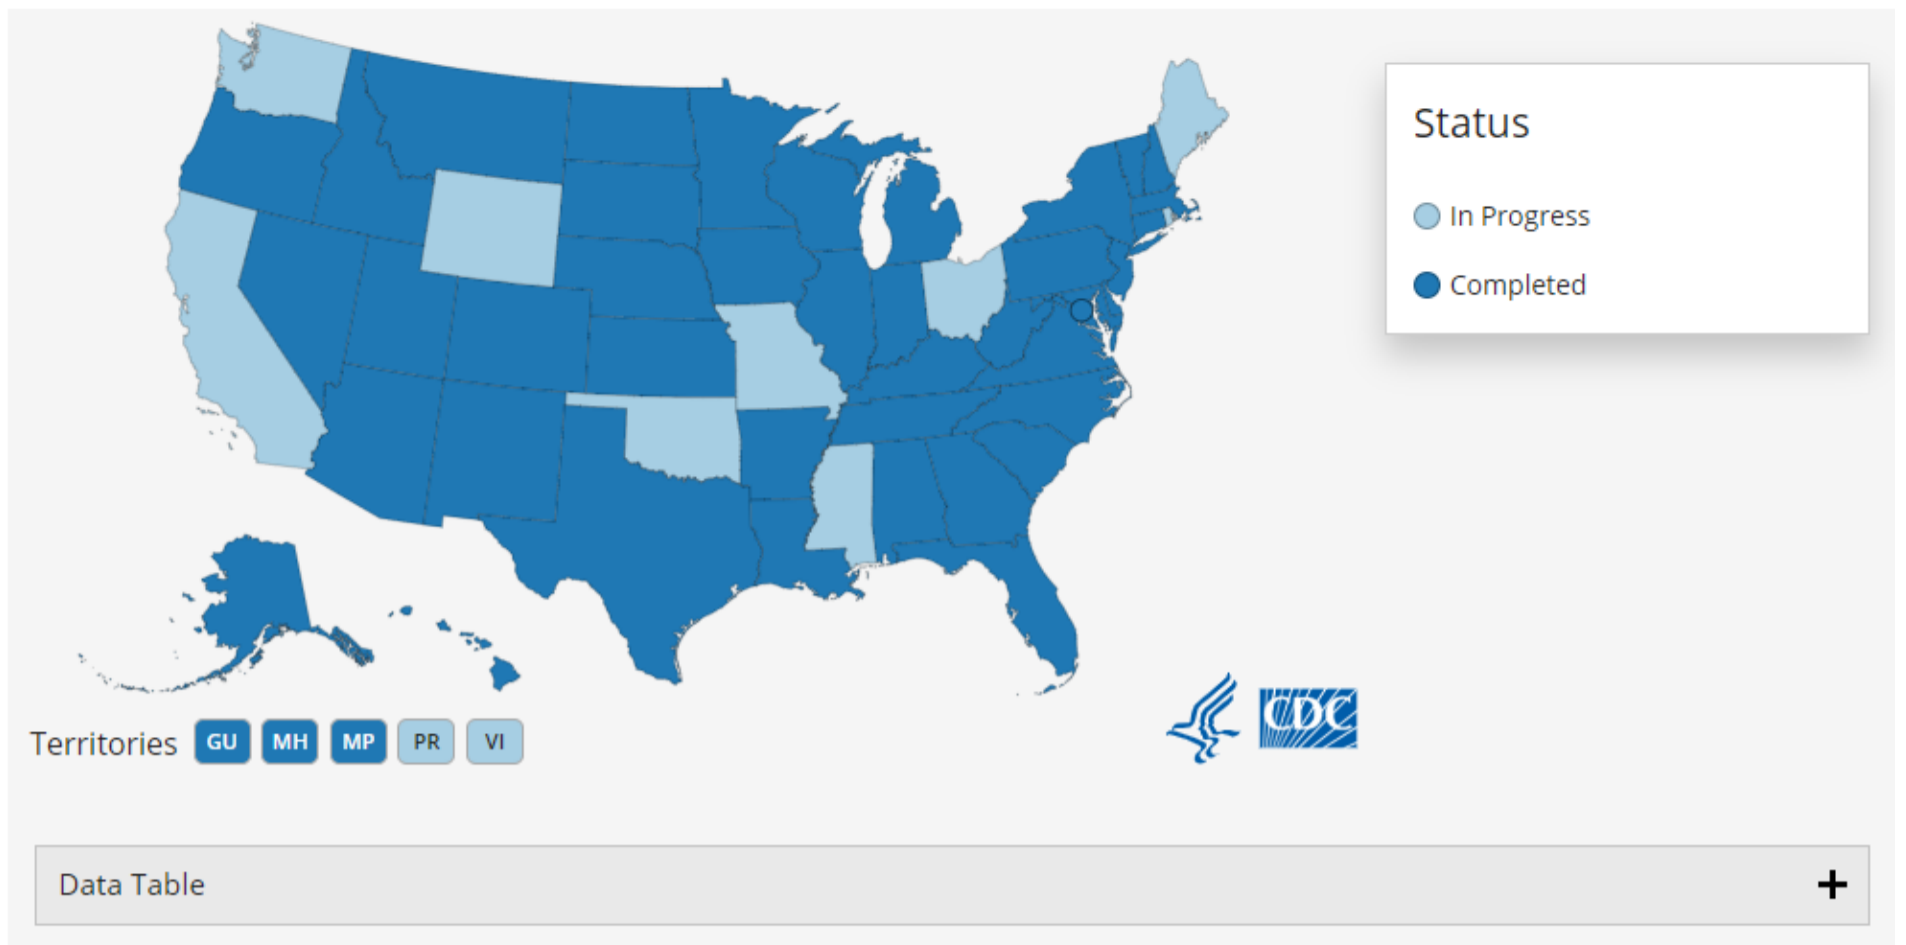 Status
In Progress
Completed
CDC
Territories GU MH MP PR VI
Data Table +